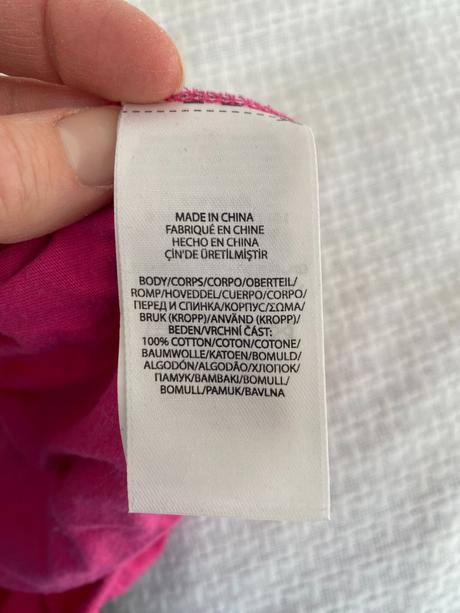 MADE IN CHINA
FABRIQUÉ EN CHINE
HECHO EN CHINA
ÇİN'DE ÜRETİLMİŞTİR
BODY/CORPS/CORPO/OBERTEIL/
ROMP/HOVEDDEL/CUERPO/CORPO/
ПЕРЕД И СПИНКА/КОРПУС/ΣΩΜΑ/
BRUK (KROPP)/ANVÄND (KROPP)/
BEDEN/VRCHNÍ ČÁST:
100% COTTON/COTON/COTONE/
BAUMWOLLE/KATOEN/BOMULD/
ALGODÓN/ALGODÃO/ХЛОПОК/
ПАМУК/ΒΑΜΒΑΚΙ/BOMULL/
BOMULL/PAMUK/BAVLNA